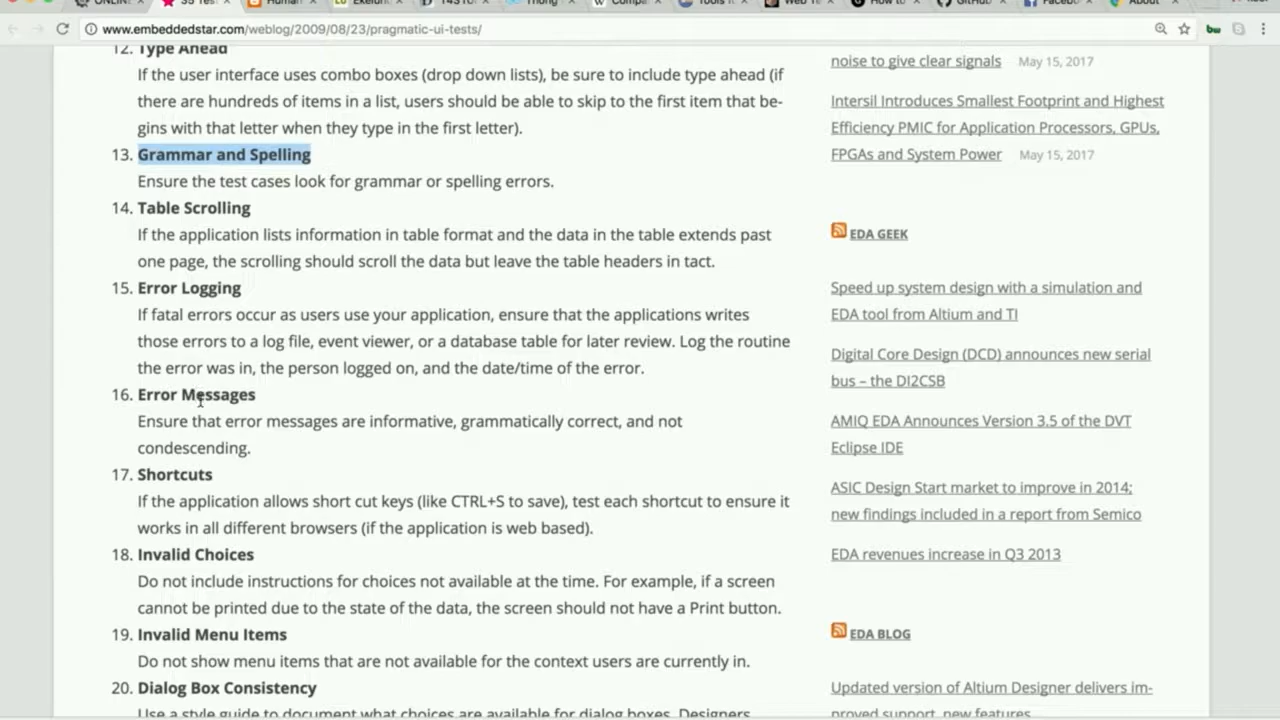 www.embeddedstar.com/weblog/2009/08/23/pragmatic-ui-tests/
12. Type Ahead
If the user interface uses combo boxes (drop down lists), be sure to include type ahead (if
there are hundreds of items in a list, users should be able to skip to the first item that be-
gins with that letter when they type in the first letter).
13. Grammar and Spelling
Ensure the test cases look for grammar or spelling errors.
14. Table Scrolling
If the application lists information in table format and the data in the table extends past
one page, the scrolling should scroll the data but leave the table headers in tact.
15. Error Logging
If fatal errors occur as users use your application, ensure that the applications writes
those errors to a log file, event viewer, or a database table for later review. Log the routine
the error was in, the person logged on, and the date/time of the error.
16. Error Messages
Ensure that error messages are informative, grammatically correct, and not
condescending.
17. Shortcuts
If the application allows short cut keys (like CTRL+S to save), test each shortcut to ensure it
works in all different browsers (if the application is web based).
18. Invalid Choices
Do not include instructions for choices not available at the time. For example, if a screen
cannot be printed due to the state of the data, the screen should not have a Print button.
19. Invalid Menu Items
Do not show menu items that are not available for the context users are currently in.
20. Dialog Box Consistency
Use a style guide to document what choices are available for dialog boxes. Designers
noise to give clear signals May 15, 2017
Intersil Introduces Smallest Footprint and Highest
Efficiency PMIC for Application Processors, GPUs,
FPGAs and System Power May 15, 2017
EDA GEEK
Speed up system design with a simulation and
EDA tool from Altium and TI
Digital Core Design (DCD) announces new serial
bus – the DI2CSB
AMIQ EDA Announces Version 3.5 of the DVT
Eclipse IDE
ASIC Design Start market to improve in 2014;
new findings included in a report from Semico
EDA revenues increase in Q3 2013
EDA BLOG
Updated version of Altium Designer delivers im-
proved support, new features